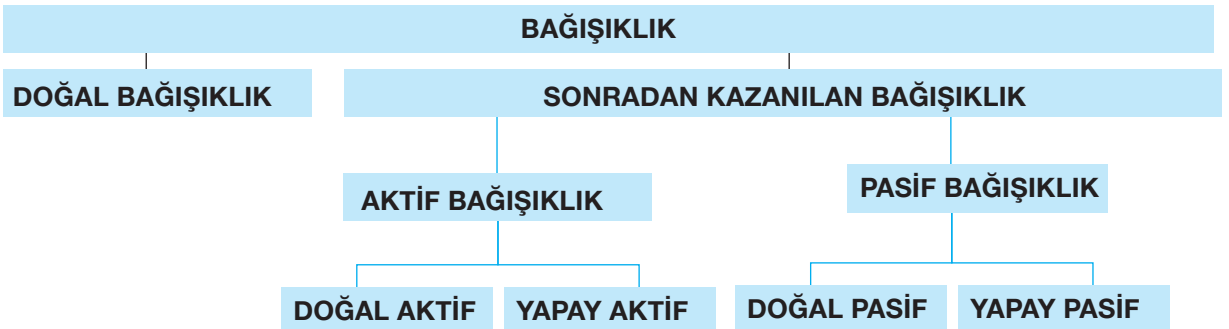 BAĞIŞIKLIK
DOĞAL BAĞIŞIKLIK
SONRADAN KAZANILAN BAĞIŞIKLIK
AKTİF BAĞIŞIKLIK
PASİF BAĞIŞIKLIK
DOĞAL AKTİF
YAPAY AKTİF
DOĞAL PASİF
YAPAY PASİF